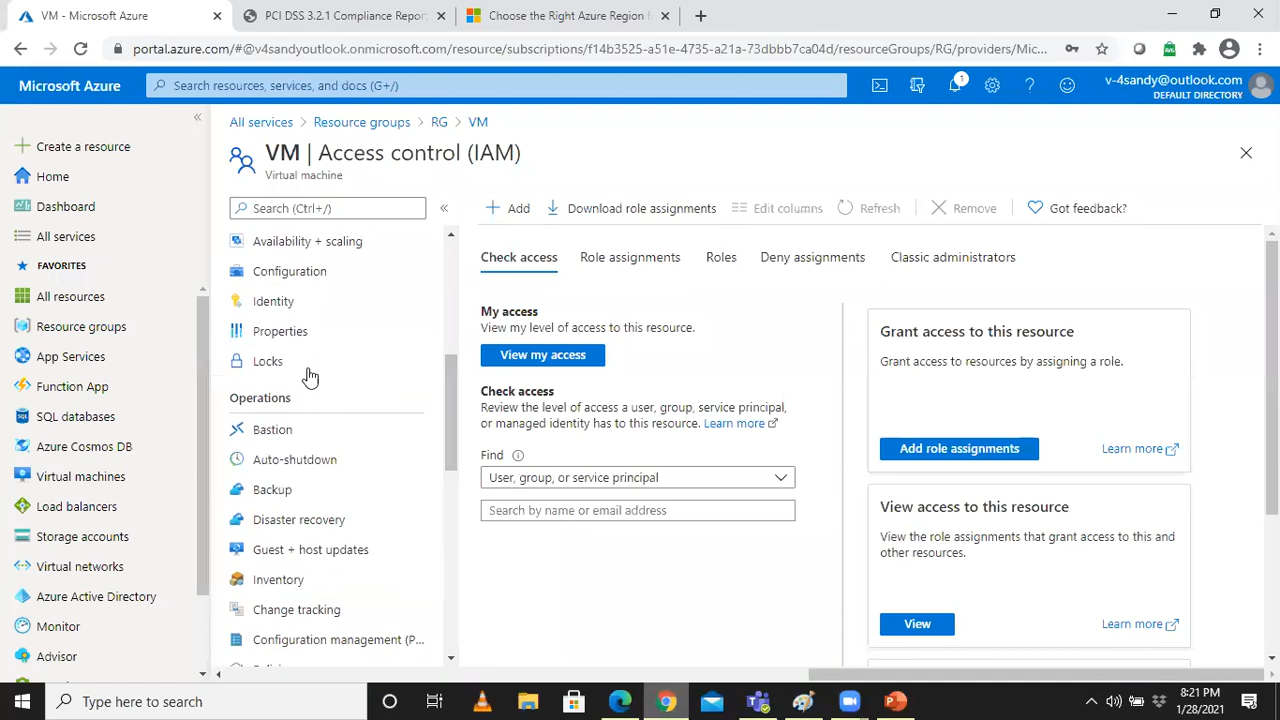 VM - Microsoft Azure
PCI DSS 3.2.1 Compliance Repor
Choose the Right Azure Region f
portal.azure.com/#@v4sandyoutlook.onmicrosoft.com/resource/subscriptions/f14b3525-a51e-4735-a21a-73dbbb7ca04d/resourceGroups/RG/providers/Mic...
Microsoft Azure
Search resources, services, and docs (G+/)
1
v-4sandy@outlook.com
DEFAULT DIRECTORY
Create a resource
Home
Dashboard
All services
FAVORITES
All resources
Resource groups
App Services
Function App
SQL databases
Azure Cosmos DB
Virtual machines
Load balancers
Storage accounts
Virtual networks
Azure Active Directory
Monitor
Advisor
All services > Resource groups > RG > VM
VM | Access control (IAM)
Virtual machine
Search (Ctrl+/)
Availability + scaling
Configuration
Identity
Properties
Locks
Operations
Bastion
Auto-shutdown
Backup
Disaster recovery
Guest + host updates
Inventory
Change tracking
Configuration management (P...
Add
Download role assignments
Edit columns
Refresh
Remove
Got feedback?
Check access
Role assignments
Roles
Deny assignments
Classic administrators
My access
View my level of access to this resource.
View my access
Check access
Review the level of access a user, group, service principal,
or managed identity has to this resource. Learn more
Find
User, group, or service principal
Search by name or email address
Grant access to this resource
Grant access to resources by assigning a role.
Add role assignments
Learn more
View access to this resource
View the role assignments that grant access to this and
other resources.
View
Learn more
Type here to search
8:21 PM
1/28/2021